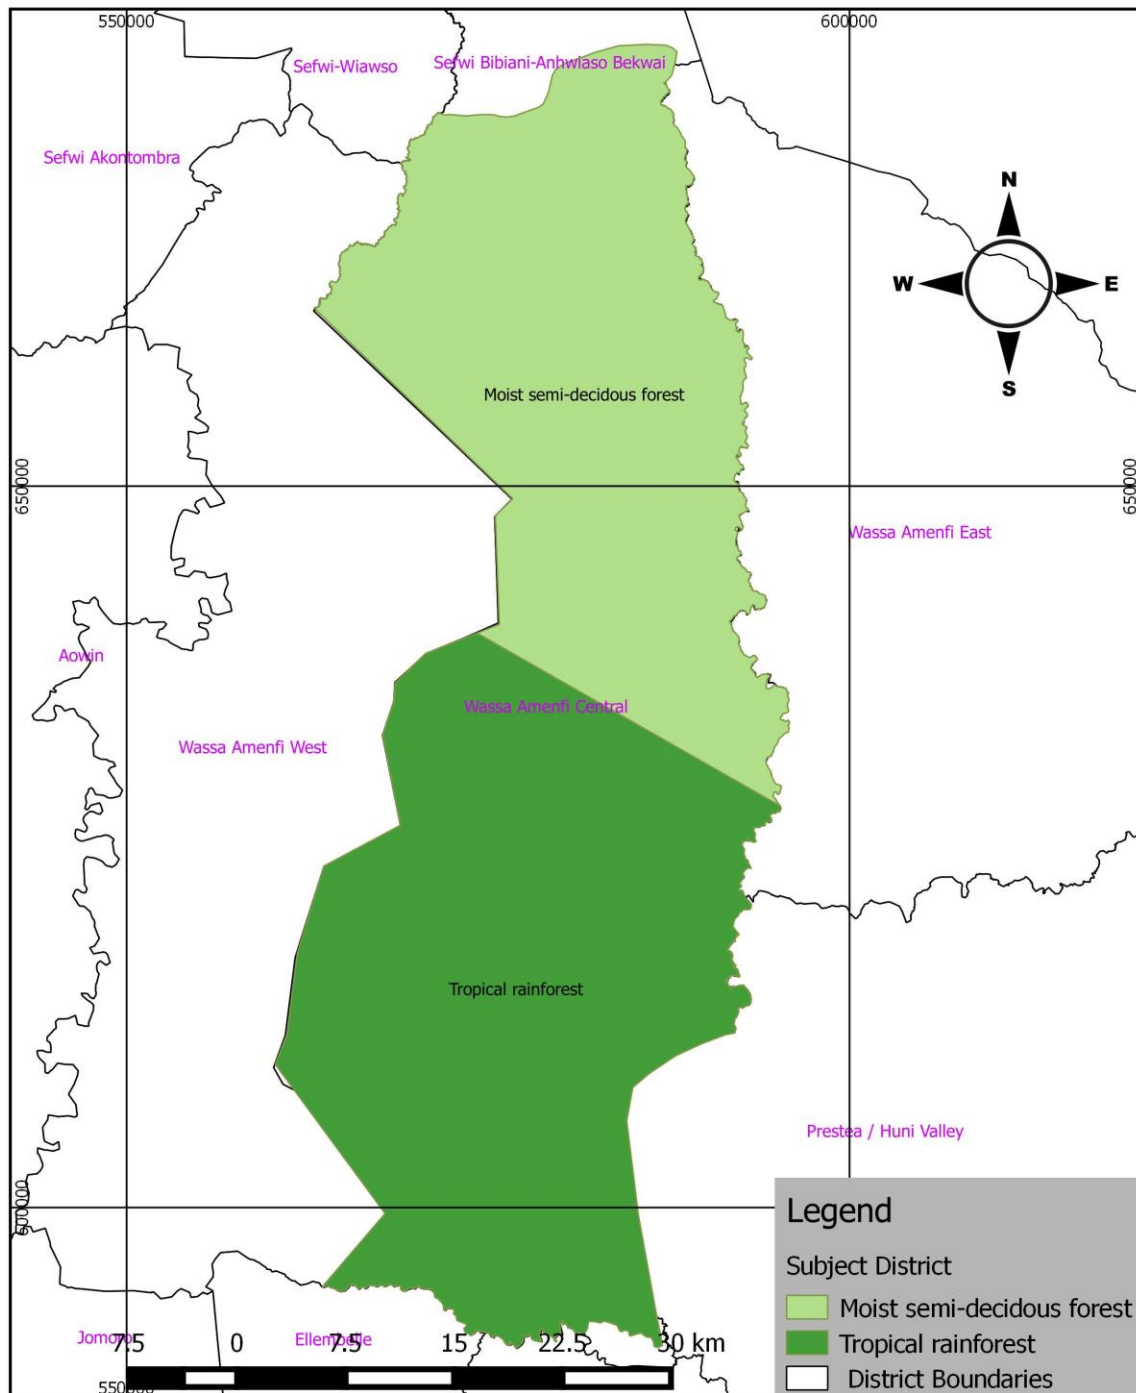 550000
600000
Sefwi-Wiawso
Sefwi Bibiani-Anhwiaso Bekwai
Sefwi Akontombra
N
W
E
S
Moist semi-decidous forest
650000
650000
Wassa Amenfi East
Aowin
Wassa Amenfi Central
Wassa Amenfi West
Tropical rainforest
Prestea / Huni Valley
600000
Legend
Subject District
Moist semi-decidous forest
Tropical rainforest
District Boundaries
Jomoro
Ellembelle
7.5 0 7.5 15 22.5 30 km
550000